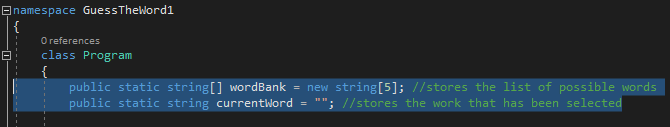 namespace GuessTheWord1
{
0 references
class Program
{
public static string[] wordBank = new string[5]; //stores the list of possible words
public static string currentWord = ""; //stores the work that has been selected